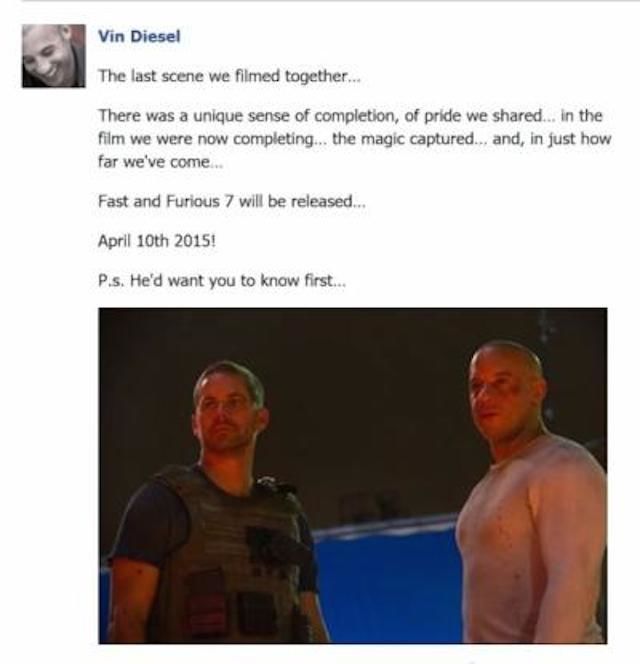 Vin Diesel
The last scene we filmed together...
There was a unique sense of completion, of pride we shared... in the
film we were now completing... the magic captured... and, in just how
far we've come...
Fast and Furious 7 will be released...
April 10th 2015!
P.s. He'd want you to know first...